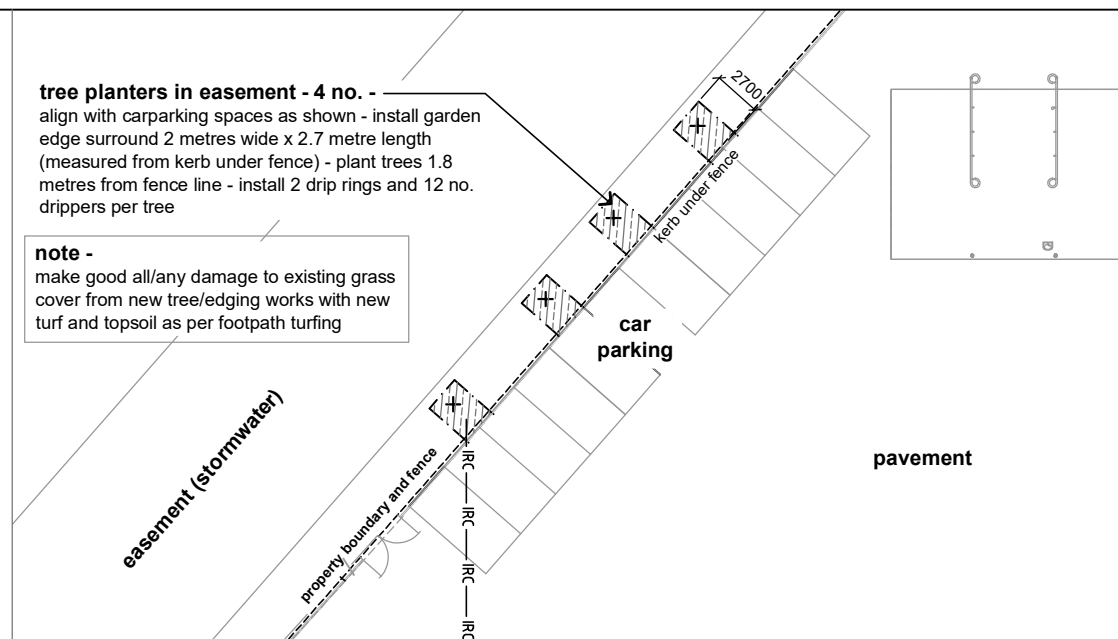 tree planters in easement - 4 no. -
align with carparking spaces as shown - install garden
edge surround 2 metres wide x 2.7 metre length
(measured from kerb under fence) - plant trees 1.8
metres from fence line - install 2 drip rings and 12 no.
drippers per tree
note -
make good all/any damage to existing grass
cover from new tree/edging works with new
turf and topsoil as per footpath turfing
2700
kerb under fence
car
parking
easement (stormwater)
property boundary and fence
pavement
IRC
IRC
IRC
IRC